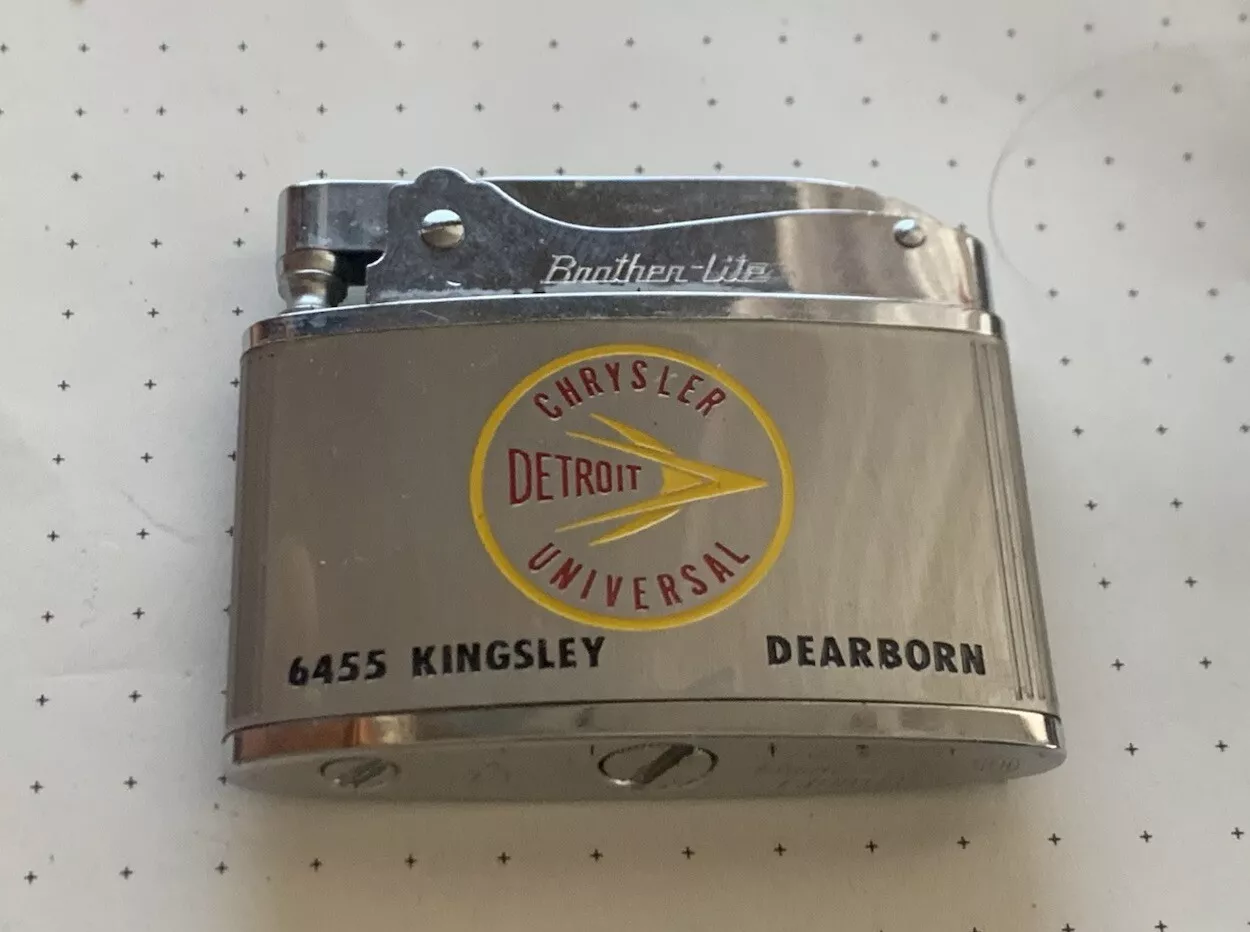 Brother-Lite
CHRYSLER
DETROIT
UNIVERSAL
6455 KINGSLEY DEARBORN